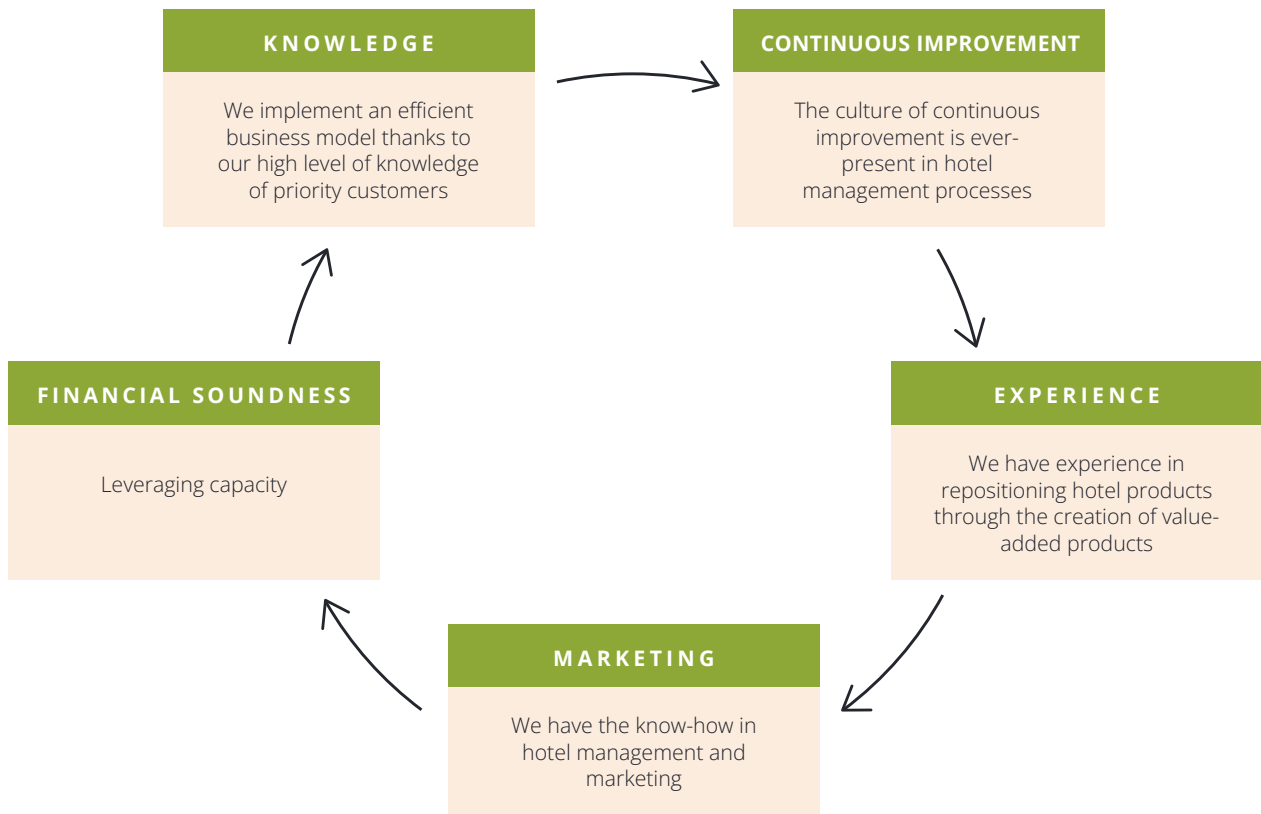 KNOWLEDGE
We implement an efficient
business model thanks to
our high level of knowledge
of priority customers
CONTINUOUS IMPROVEMENT
The culture of continuous
improvement is ever-
present in hotel
management processes
FINANCIAL SOUNDNESS
Leveraging capacity
EXPERIENCE
We have experience in
repositioning hotel products
through the creation of value-
added products
MARKETING
We have the know-how in
hotel management and
marketing